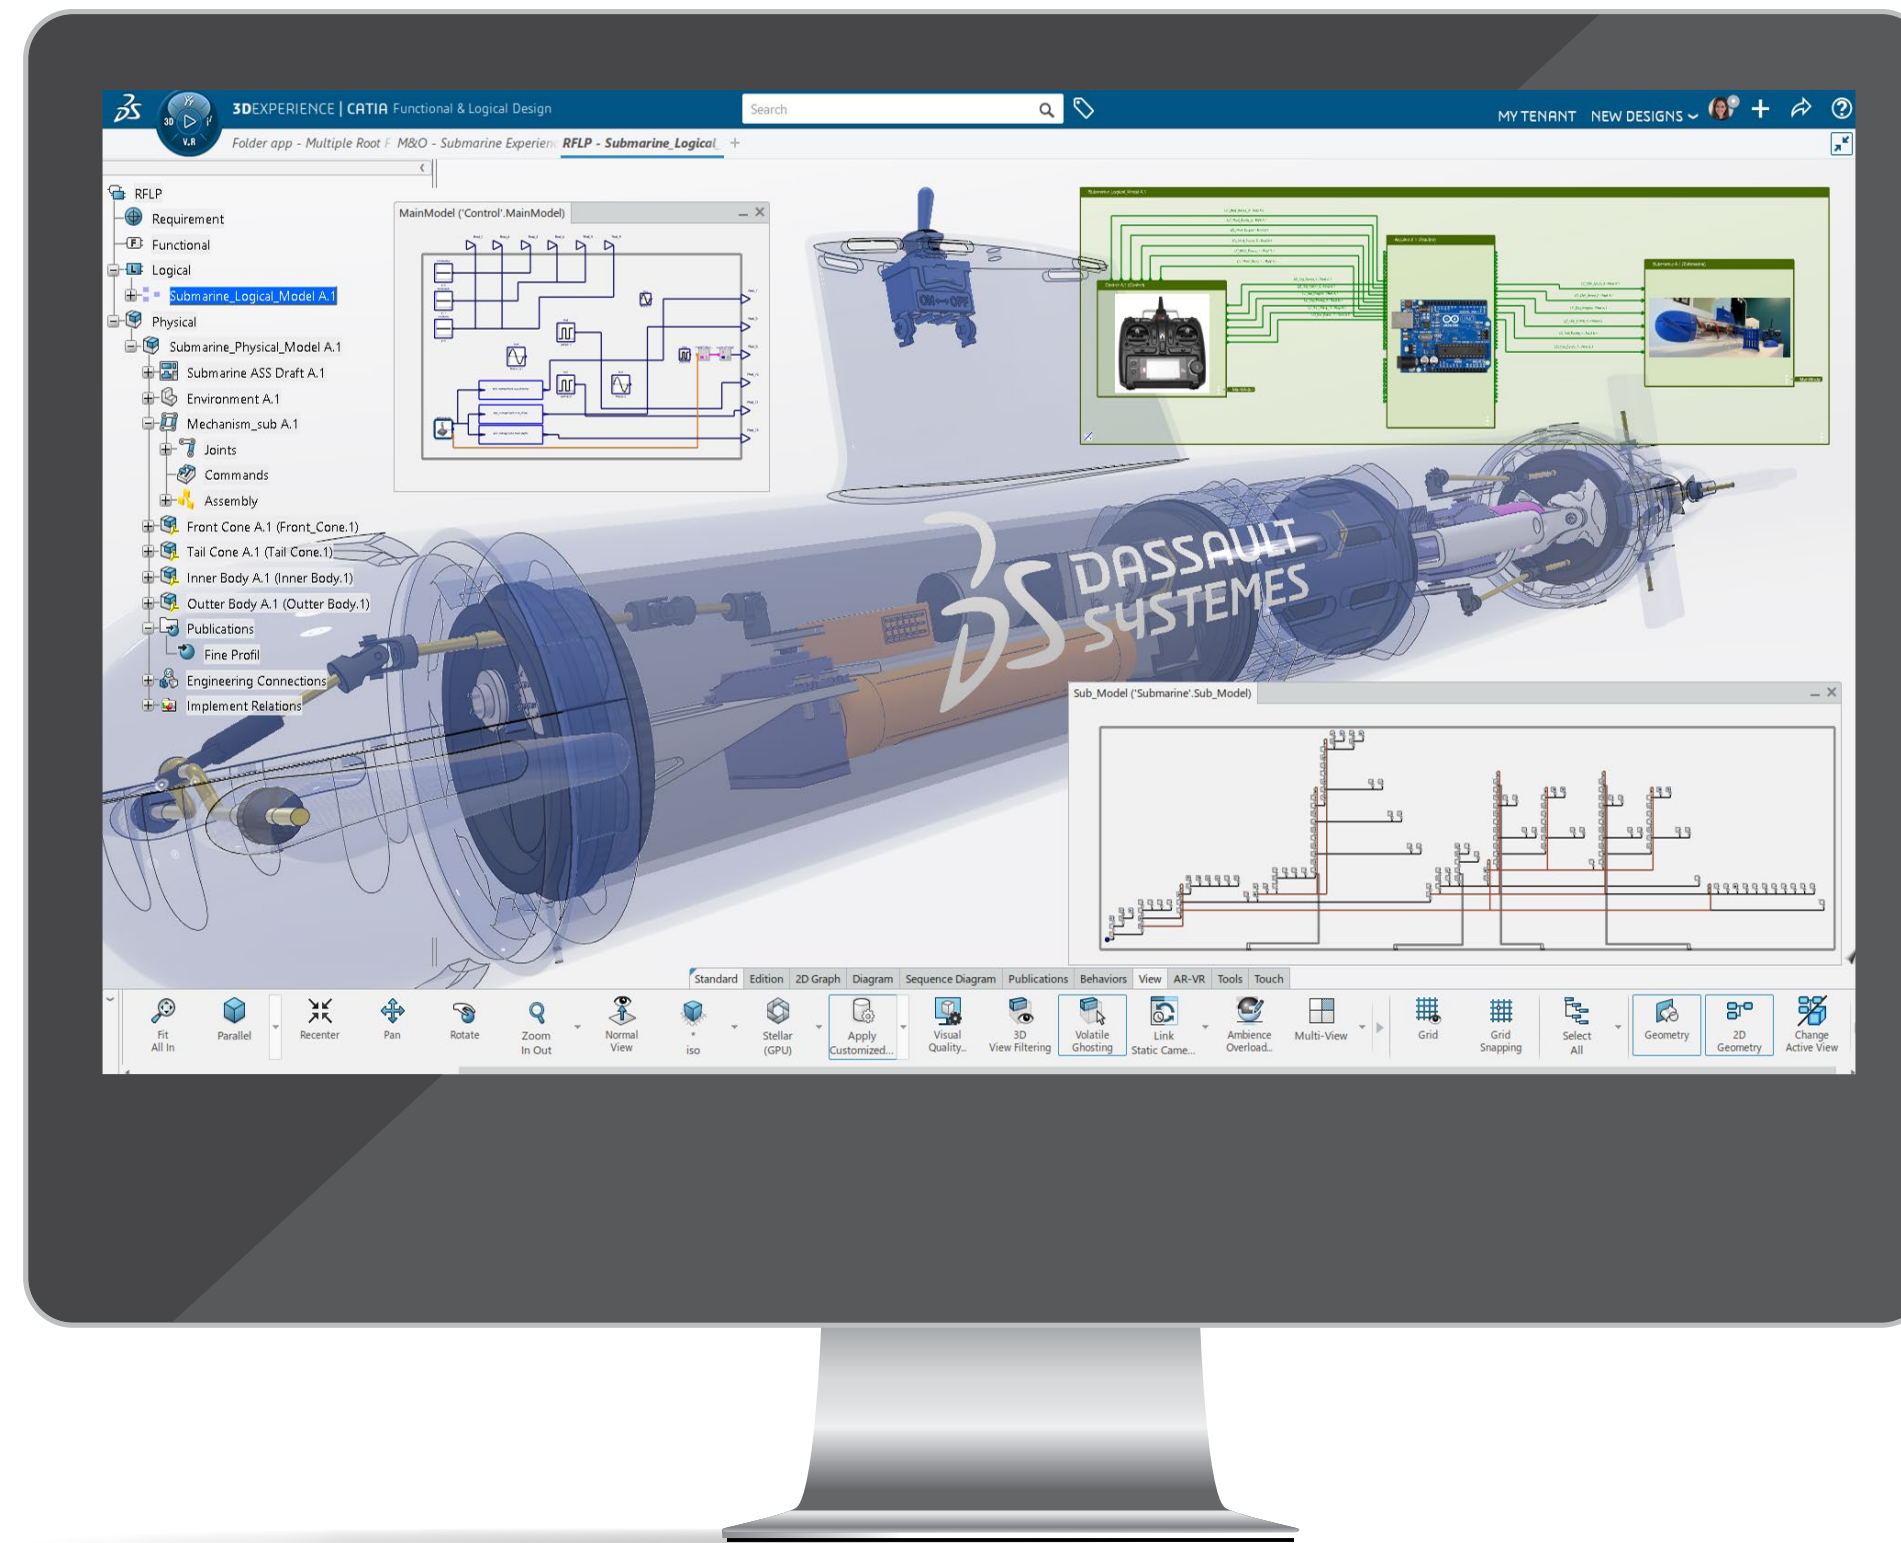 3DEXPERIENCE | CATIA Functional & Logical Design
Search
MY TENANT
NEW DESIGNS
3D
V.R
Folder app - Multiple Root F
M&O - Submarine Experien
RFLP - Submarine_Logical_
RFLP
Requirement
Functional
Logical
Submarine_Logical_Model A.1
Physical
Submarine_Physical_Model A.1
Submarine ASS Draft A.1
Environment A.1
Mechanism_sub A.1
Joints
Commands
Assembly
Front Cone A.1 (Front_Cone.1)
Tail Cone A.1 (Tail Cone.1)
Inner Body A.1 (Inner Body.1)
Outter Body A.1 (Outter Body.1)
Publications
Fine Profil
Engineering Connections
Implement Relations
MainModel ('Control'.MainModel)
ON OFF
UNO
DASSAULT
SYSTEMES
Sub_Model ('Submarine'.Sub_Model)
Standard
Edition
2D Graph
Diagram
Sequence Diagram
Publications
Behaviors
View
AR-VR
Tools
Touch
Fit
All In
Parallel
Recenter
Pan
Rotate
Zoom
In Out
Normal
View
iso
Stellar
(GPU)
Apply
Customized...
Visual
Quality...
3D
View Filtering
Volatile
Ghosting
Link
Static Came...
Ambience
Overload...
Multi-View
Grid
Grid
Snapping
Select
All
Geometry
2D
Geometry
Change
Active View